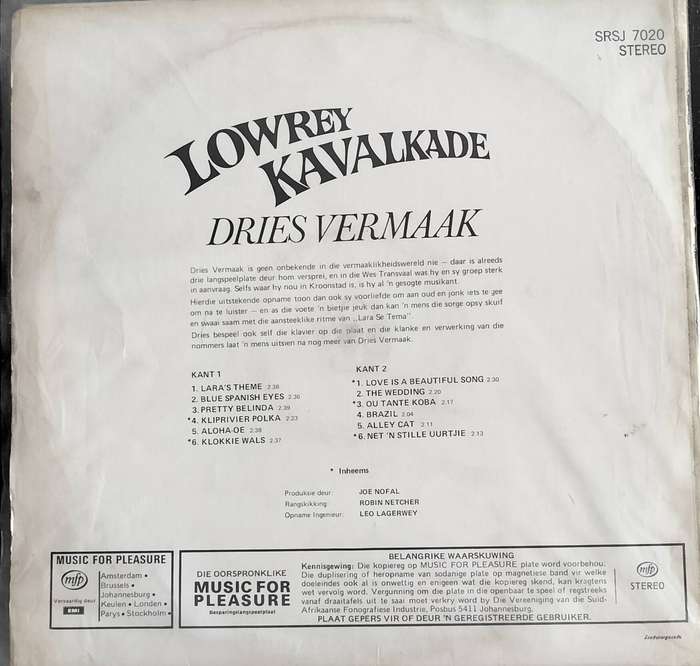 SRSJ 7020
STEREO
LOWREY
KAVALKADE
DRIES VERMAAK
Dries Vermaak is geen onbekende in die vermaaklikheidswereld nie — daar is alreeds
drie langspeelplate deur hom versprei, en in die Wes Transvaal was hy en sy groep sterk
in aanvraag. Selfs waar hy nou in Kroonstad is, is hy al 'n gesogte musikant.
Hierdie uitstekende opname toon dan ook sy voorliefde om aan oud en jonk iets te gee
om na te luister — en as die voete 'n bietjie jeuk dan kan 'n mens die sorge opsy skuif
en swaai saam met die aansteeklike ritme van ,,Lara Se Tema".
Dries bespeel ook self die klavier op die plaat en die klanke en verwerking van die
nommers laat 'n mens uitsien na nog meer van Dries Vermaak.
KANT 1
1. LARA'S THEME 2.36
2. BLUE SPANISH EYES 2.36
3. PRETTY BELINDA 2.39
*4. KLIPRIVIER POLKA 2.33
5. ALOHA-OE 2.38
*6. KLOKKIE WALS 2.37
KANT 2
*1. LOVE IS A BEAUTIFUL SONG 2.30
2. THE WEDDING 2.20
*3. OU TANTE KOBA 2.17
4. BRAZIL 2.04
5. ALLEY CAT 2.11
*6. NET 'N STILLE UURTJIE 2.13
* Inheems
Produksie deur: JOE NOFAL
Rangskikking: ROBIN NETCHER
Opname Ingenieur: LEO LAGERWEY
MUSIC FOR PLEASURE
mfp
Vervaardig deur
EMI
Amsterdam •
Brussels •
Johannesburg •
Keulen • Londen •
Parys • Stockholm •
DIE OORSPRONKLIKE
MUSIC FOR
PLEASURE
Besparingslangspeelplaat
BELANGRIKE WAARSKUWING
Kennisgewing: Die kopiereg op MUSIC FOR PLEASURE plate word voorbehou:
Die duplisering of heropname van sodanige plate op magnetiese band vir welke
doeleindes ook al is onwettig en enigeen wat die kopiereg skend, kan kragtens
wet vervolg word. Vergunning om die plate in die openbaar te speel of regstreeks
vanaf draaitafels uit te saai moet verkry word by Die Vereniging van die Suid-
Afrikaanse Fonografiese Industrie, Posbus 5411 Johannesburg.
PLAAT GEPERS VIR OF DEUR 'N GEREGISTREERDE GEBRUIKER.
mfp
STEREO